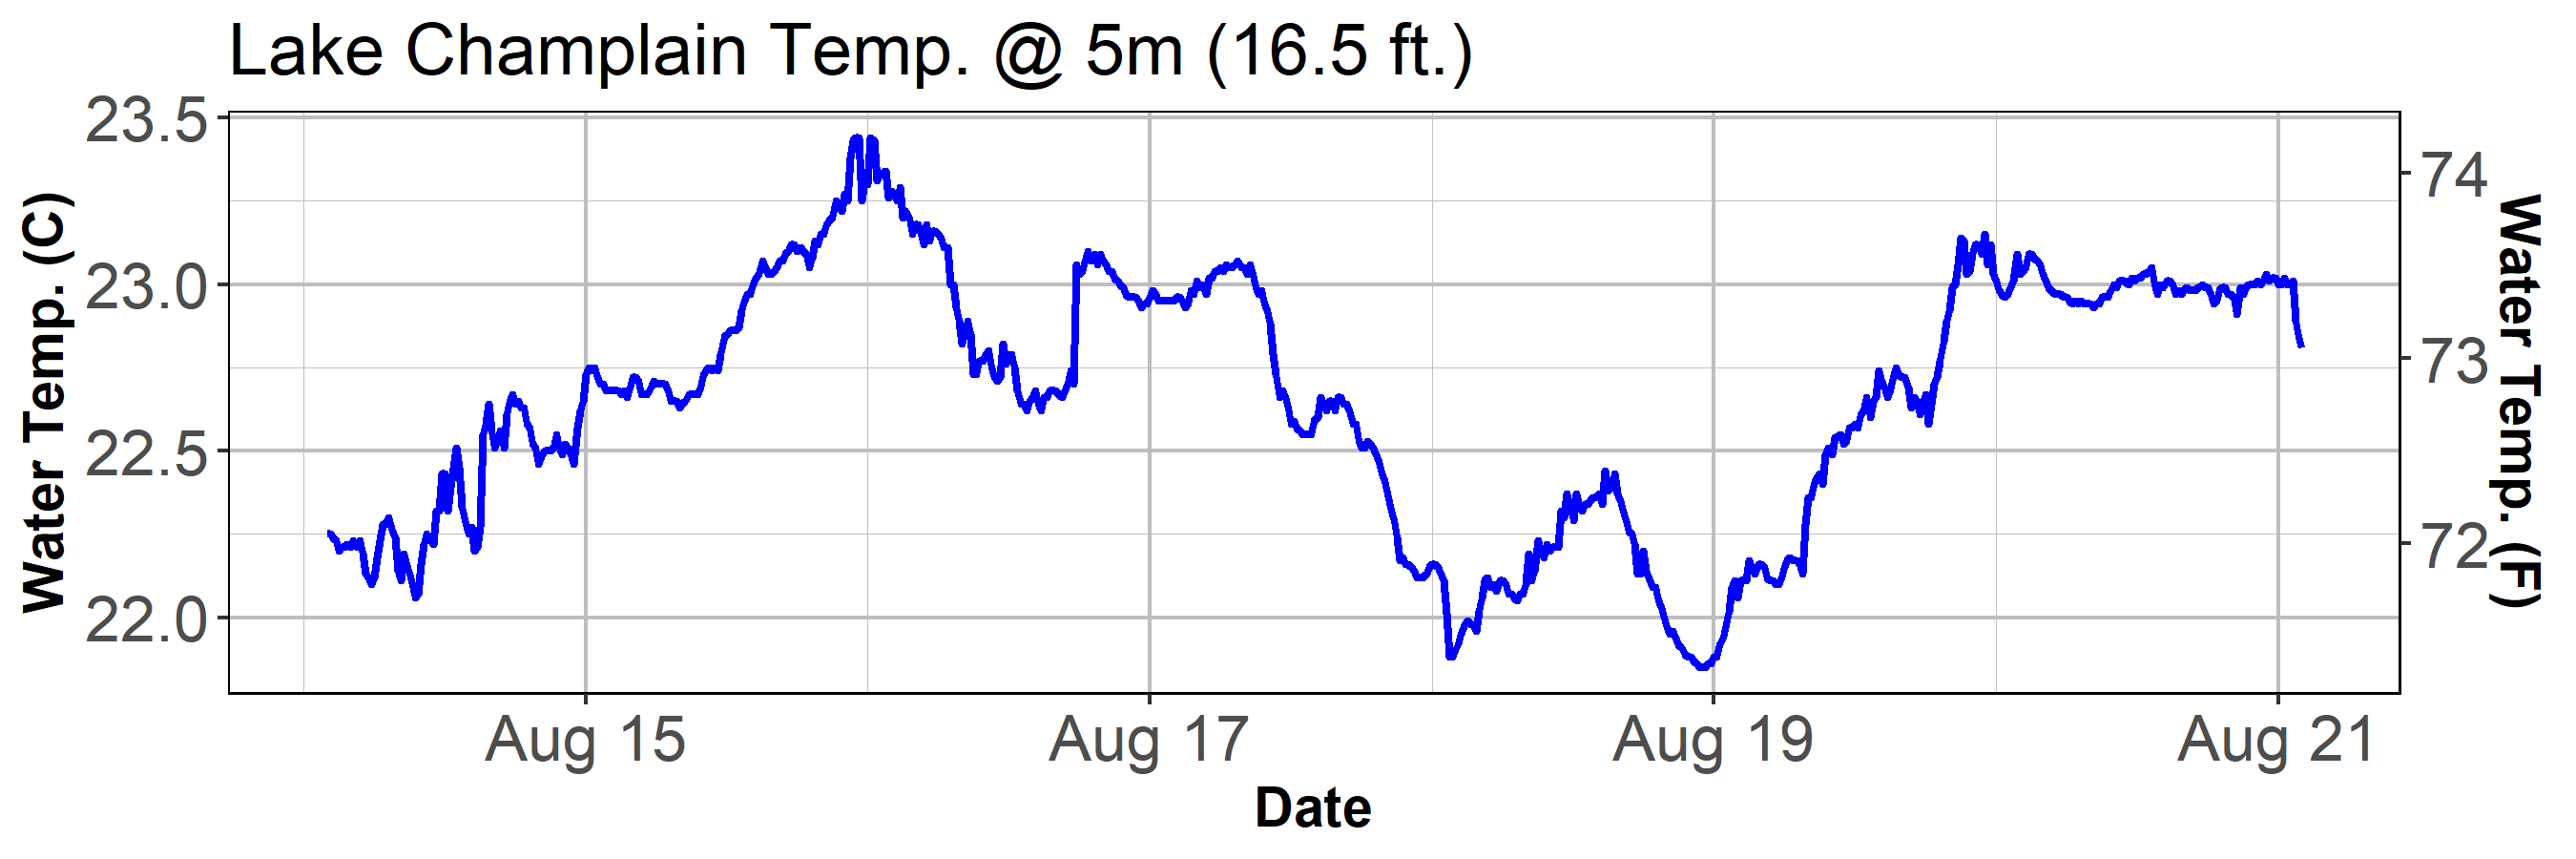 Lake Champlain Temp. @ 5m (16.5 ft.)
Water Temp. (C)
23.5
23.0
22.5
22.0
74
73
72
Water Temp. (F)
Aug 15 Aug 17 Aug 19 Aug 21
Date